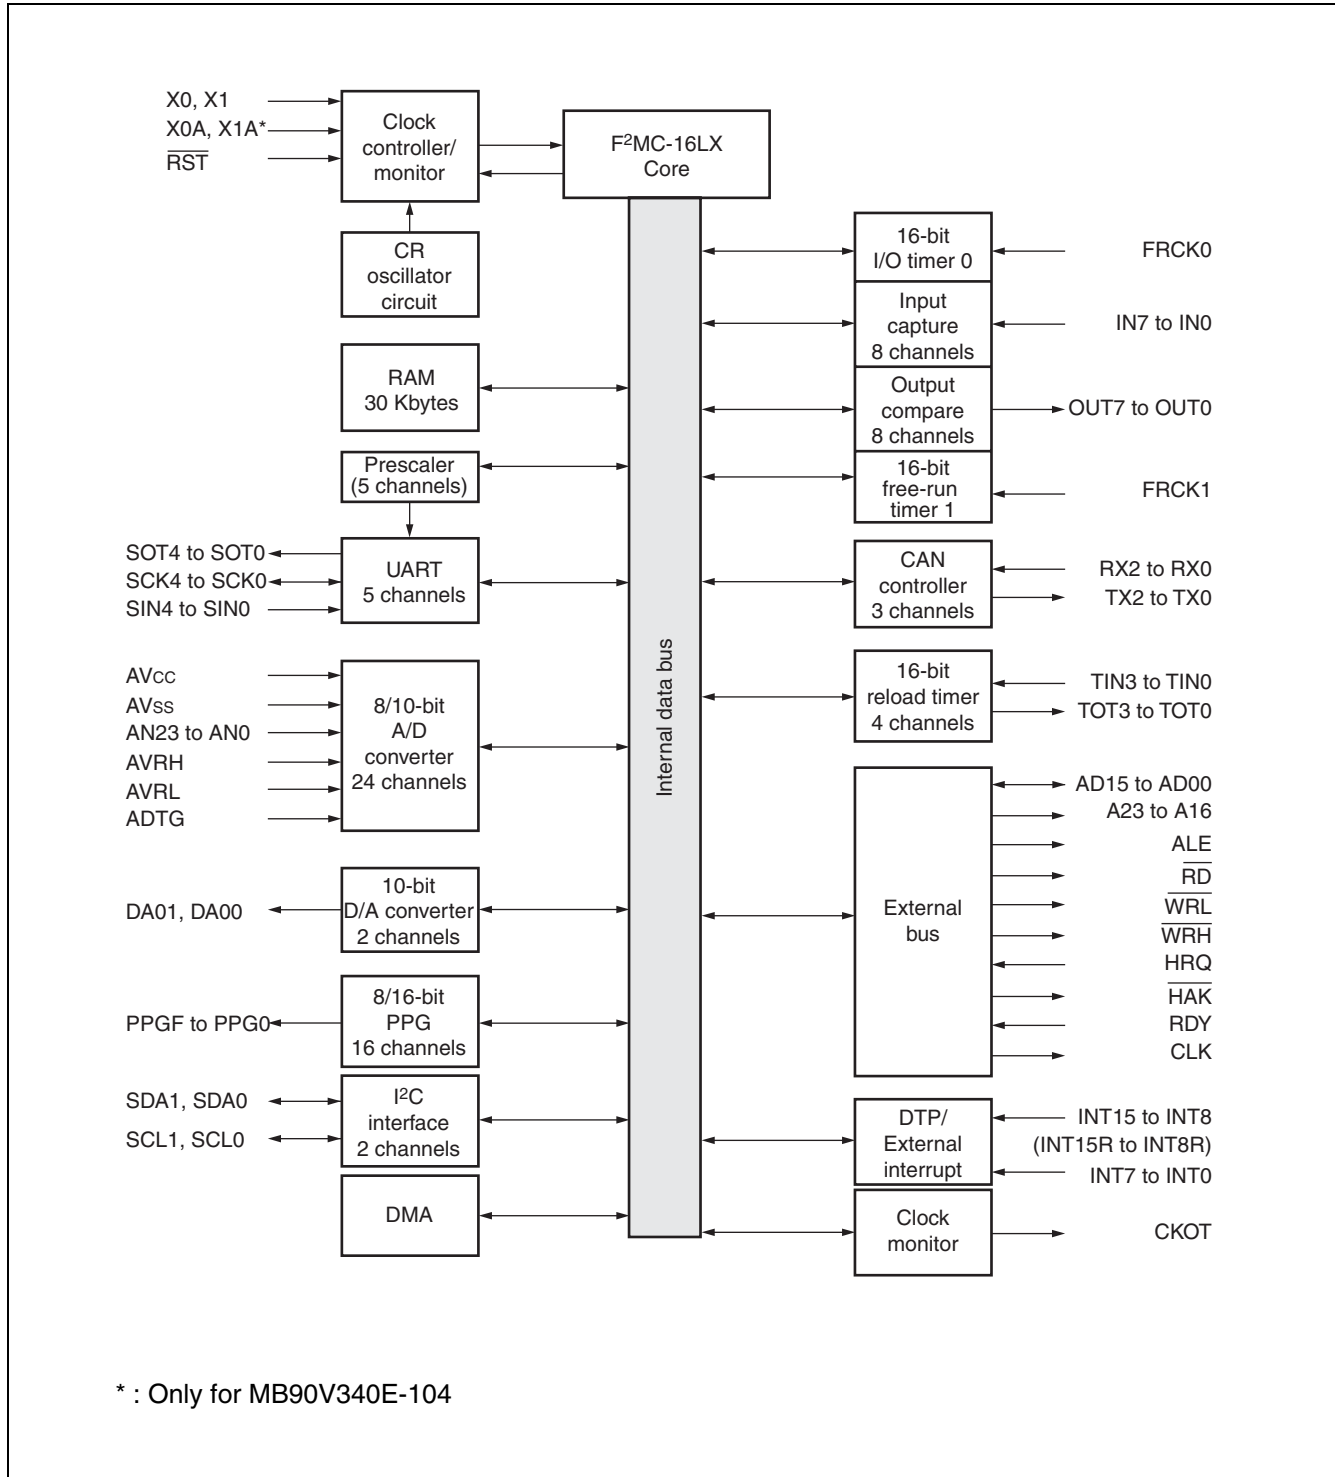 X0, X1
X0A, X1A*
RST
Clock
controller/
monitor
F²MC-16LX
Core
CR
oscillator
circuit
RAM
30 Kbytes
Prescaler
(5 channels)
SOT4 to SOT0
SCK4 to SCK0
SIN4 to SIN0
UART
5 channels
AVCC
AVSS
AN23 to AN0
AVRH
AVRL
ADTG
8/10-bit
A/D
converter
24 channels
DA01, DA00
10-bit
D/A converter
2 channels
PPGF to PPG0
8/16-bit
PPG
16 channels
SDA1, SDA0
SCL1, SCL0
I²C
interface
2 channels
DMA
Internal data bus
16-bit
I/O timer 0
FRCK0
Input
capture
8 channels
IN7 to IN0
Output
compare
8 channels
OUT7 to OUT0
16-bit
free-run
timer 1
FRCK1
CAN
controller
3 channels
RX2 to RX0
TX2 to TX0
16-bit
reload timer
4 channels
TIN3 to TIN0
TOT3 to TOT0
External
bus
AD15 to AD00
A23 to A16
ALE
RD
WRL
WRH
HRQ
HAK
RDY
CLK
DTP/
External
interrupt
INT15 to INT8
(INT15R to INT8R)
INT7 to INT0
Clock
monitor
CKOT
* : Only for MB90V340E-104